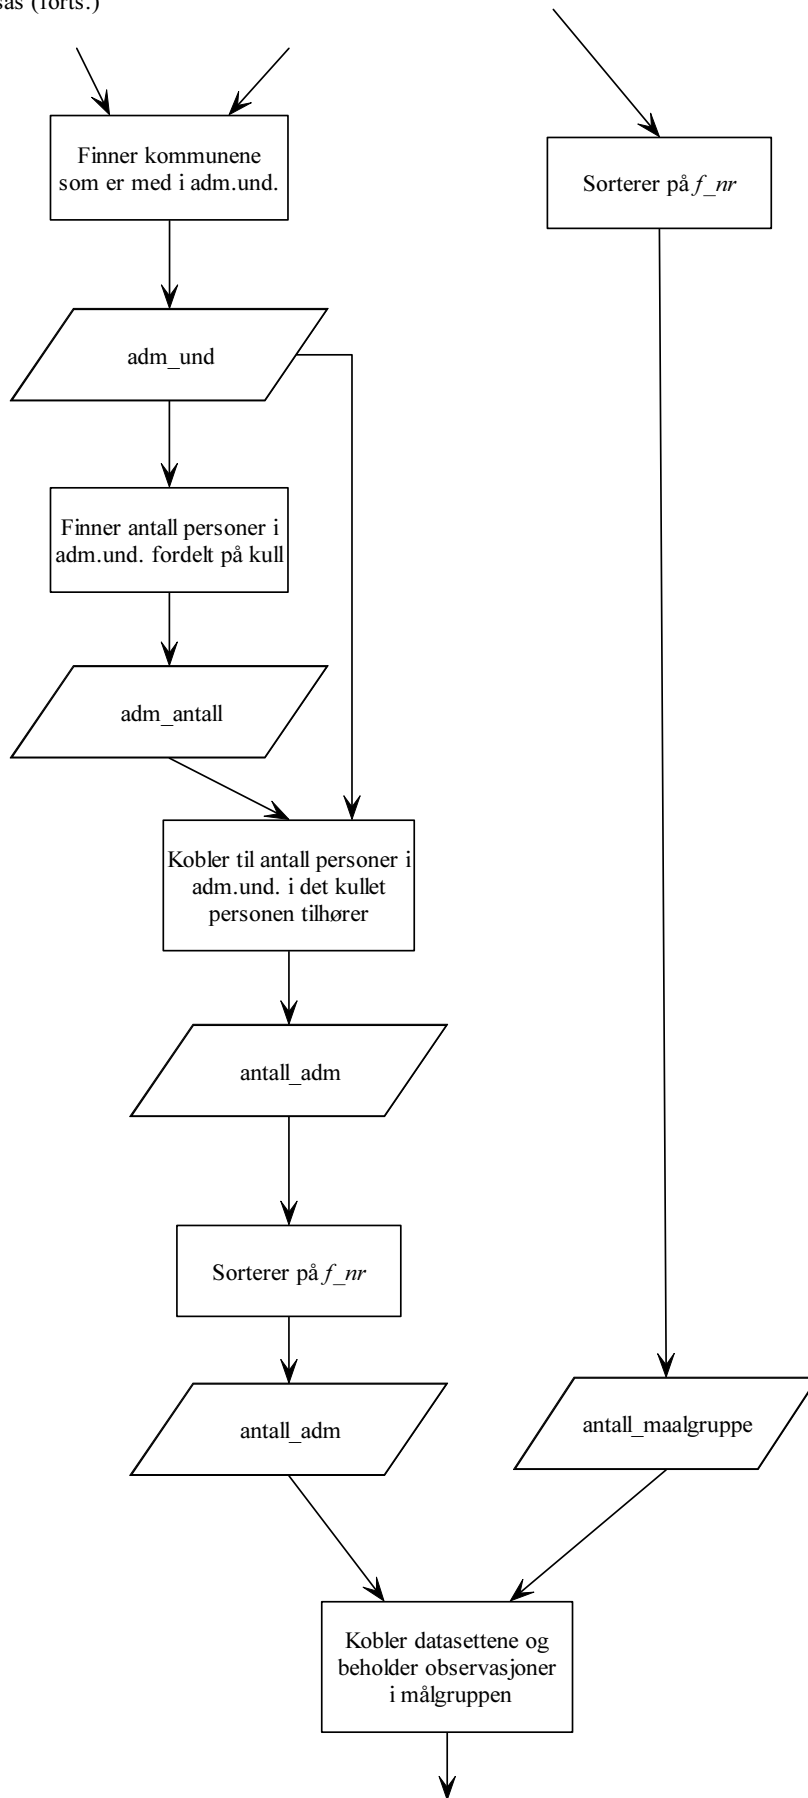 sas (forts.)
Finner kommunene
som er med i adm.und.
Sorterer på f_nr
adm_und
Finner antall personer i
adm.und. fordelt på kull
adm_antall
Kobler til antall personer i
adm.und. i det kullet
personen tilhører
antall_adm
Sorterer på f_nr
antall_adm
antall_maalgruppe
Kobler datasettene og
beholder observasjoner
i målgruppen